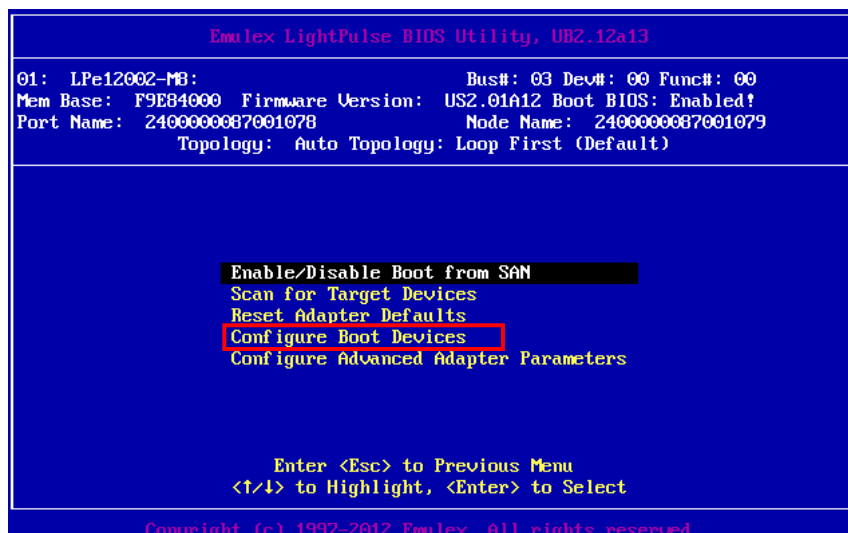 Emulex LightPulse BIOS Utility, UB2.12a13
01: LPe12002-M8: Bus#: 03 Dev#: 00 Func#: 00
Mem Base: F9E84000 Firmware Version: US2.01A12 Boot BIOS: Enabled!
Port Name: 2400000087001078 Node Name: 2400000087001079
Topology: Auto Topology: Loop First (Default)
Enable/Disable Boot from SAN
Scan for Target Devices
Reset Adapter Defaults
Configure Boot Devices
Configure Advanced Adapter Parameters
Enter <Esc> to Previous Menu
<↑/↓> to Highlight, <Enter> to Select
Copyright (c) 1997-2012 Emulex. All rights reserved